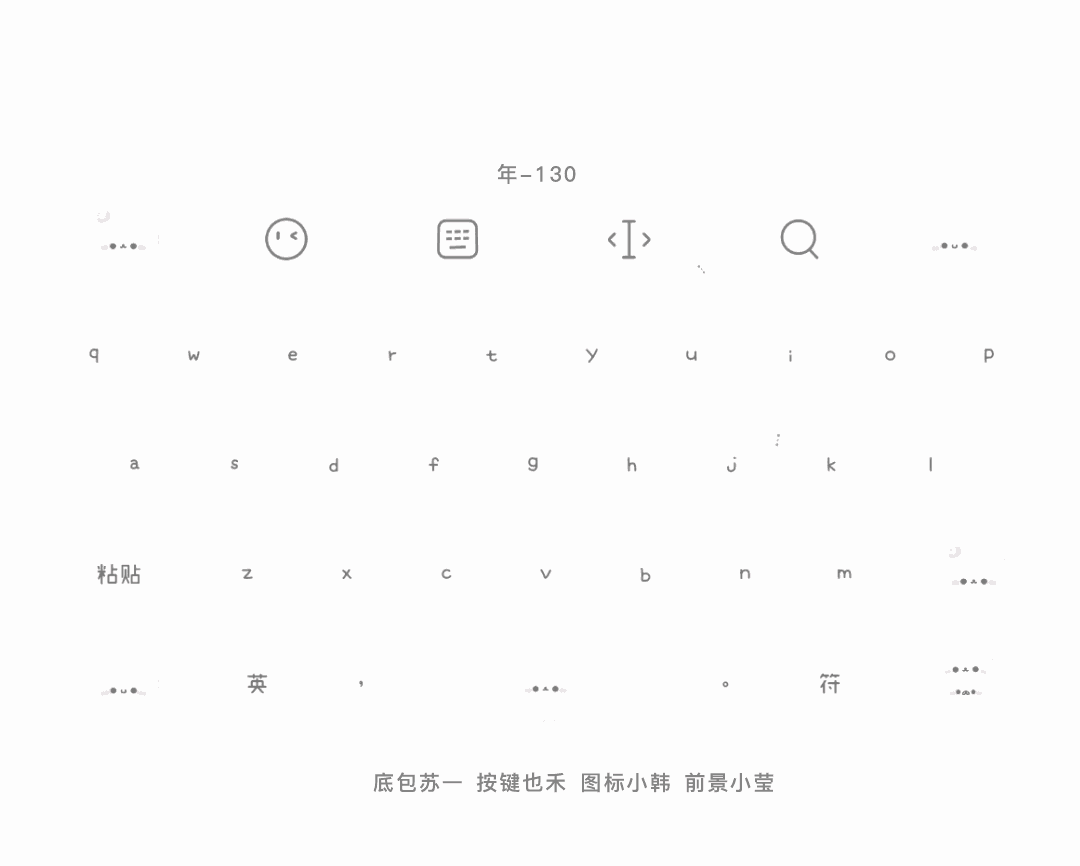 年-130
q w e r t y u i o p
a s d f g h j k l
粘贴 z x c v b n m
英 , 。 符
底包苏一 按键也禾 图标小韩 前景小莹